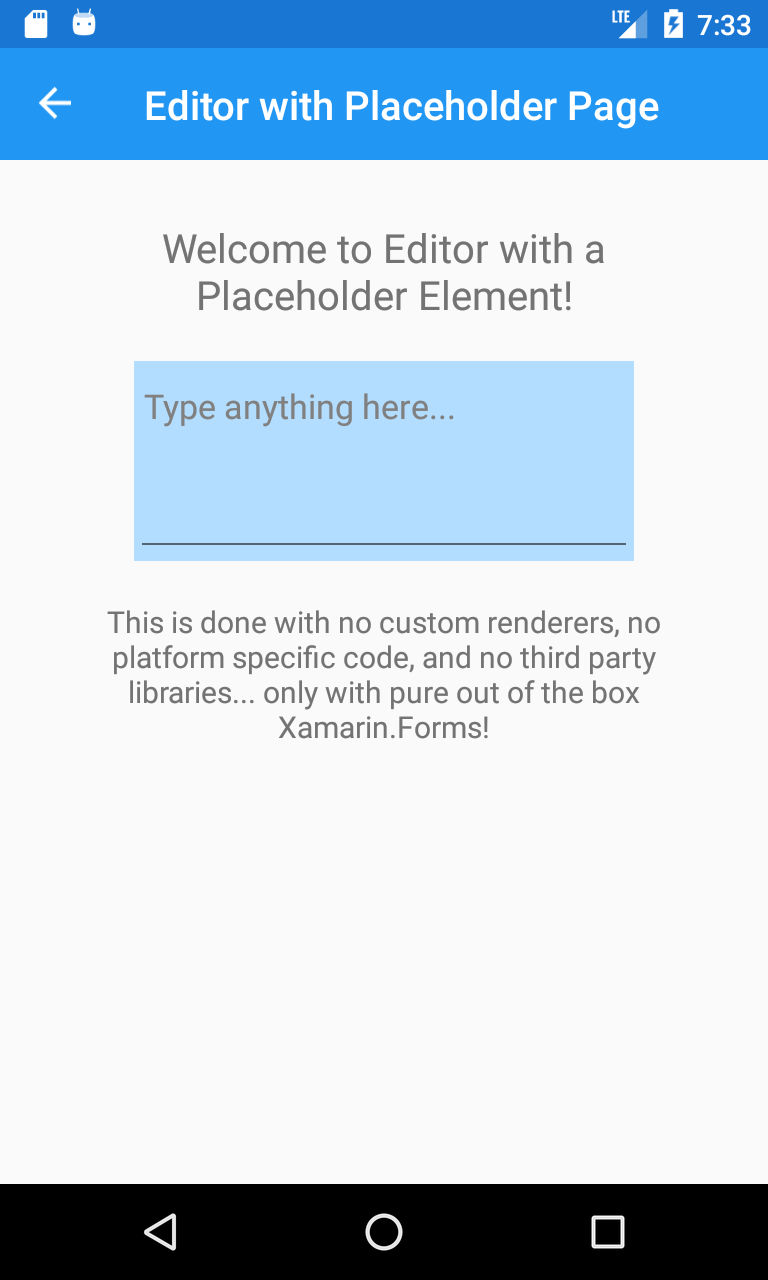 LTE 7:33
Editor with Placeholder Page
Welcome to Editor with a
Placeholder Element!
Type anything here...
This is done with no custom renderers, no
platform specific code, and no third party
libraries... only with pure out of the box
Xamarin.Forms!